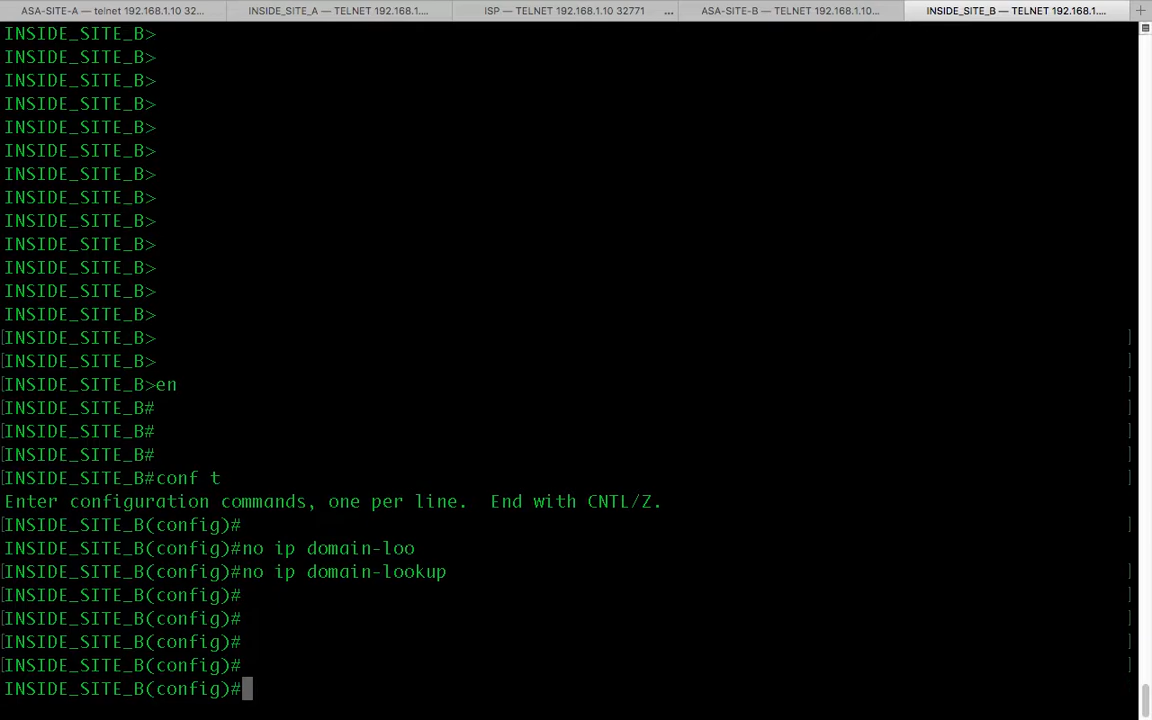 ASA-SITE-A — telnet 192.168.1.10 32... INSIDE_SITE_A — TELNET 192.168.1.... ISP — TELNET 192.168.1.10 32771 ... ASA-SITE-B — TELNET 192.168.1.10... INSIDE_SITE_B — TELNET 192.168.1....
INSIDE_SITE_B>
INSIDE_SITE_B>
INSIDE_SITE_B>
INSIDE_SITE_B>
INSIDE_SITE_B>
INSIDE_SITE_B>
INSIDE_SITE_B>
INSIDE_SITE_B>
INSIDE_SITE_B>
INSIDE_SITE_B>
INSIDE_SITE_B>
INSIDE_SITE_B>
INSIDE_SITE_B>
[INSIDE_SITE_B> ]
[INSIDE_SITE_B> ]
[INSIDE_SITE_B>en ]
[INSIDE_SITE_B# ]
[INSIDE_SITE_B# ]
[INSIDE_SITE_B# ]
[INSIDE_SITE_B#conf t ]
Enter configuration commands, one per line.  End with CNTL/Z.
[INSIDE_SITE_B(config)# ]
INSIDE_SITE_B(config)#no ip domain-loo
[INSIDE_SITE_B(config)#no ip domain-lookup ]
[INSIDE_SITE_B(config)# ]
[INSIDE_SITE_B(config)# ]
[INSIDE_SITE_B(config)# ]
[INSIDE_SITE_B(config)# ]
INSIDE_SITE_B(config)#